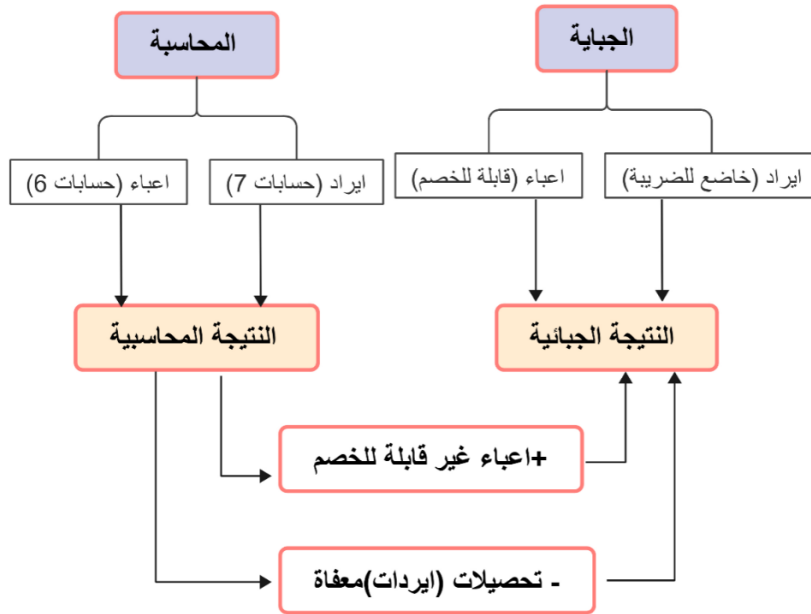 الجباية
المحاسبة
ايراد (خاضع للضريبة)
اعباء (قابلة للخصم)
ايراد (حسابات 7)
اعباء (حسابات 6)
النتيجة الجبائية
النتيجة المحاسبية
+اعباء غير قابلة للخصم
- تحصيلات (ايردات)معفاة